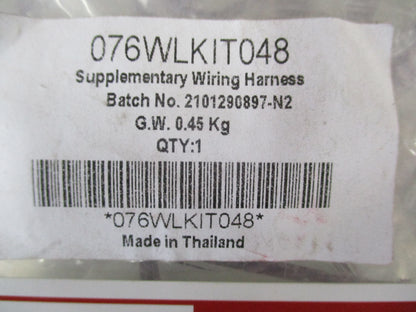 076WLKIT048
Supplementary Wiring Harness
Batch No. 2101290897-N2
G.W. 0.45 Kg
QTY:1
*076WLKIT048*
Made in Thailand